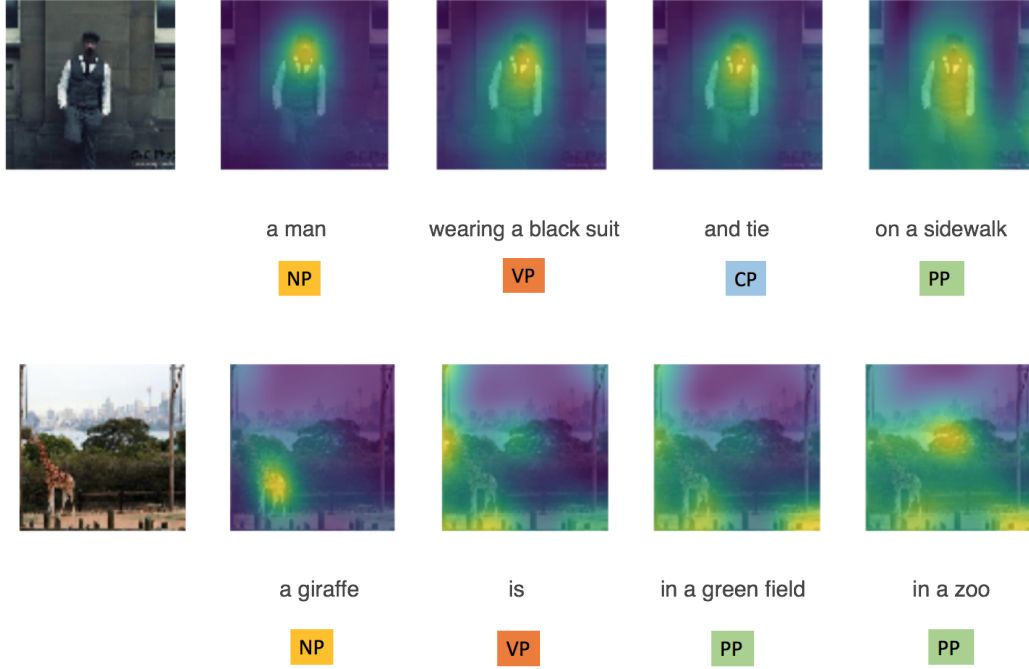 a man wearing a black suit and tie on a sidewalk
NP VP CP PP
a giraffe is in a green field in a zoo
NP VP PP PP